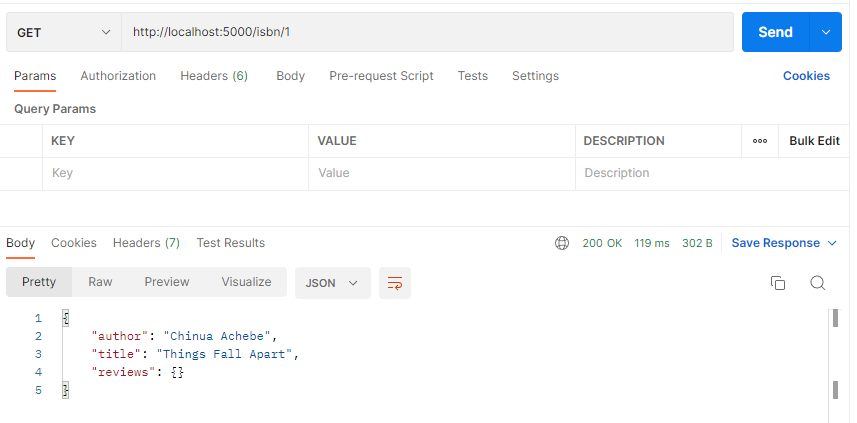 GET http://localhost:5000/isbn/1 Send
Params Authorization Headers (6) Body Pre-request Script Tests Settings Cookies
Query Params
KEY VALUE DESCRIPTION ooo Bulk Edit
Key Value Description
Body Cookies Headers (7) Test Results 200 OK 119 ms 302 B Save Response
Pretty Raw Preview Visualize JSON
1 {
2 "author": "Chinua Achebe",
3 "title": "Things Fall Apart",
4 "reviews": {}
5 }